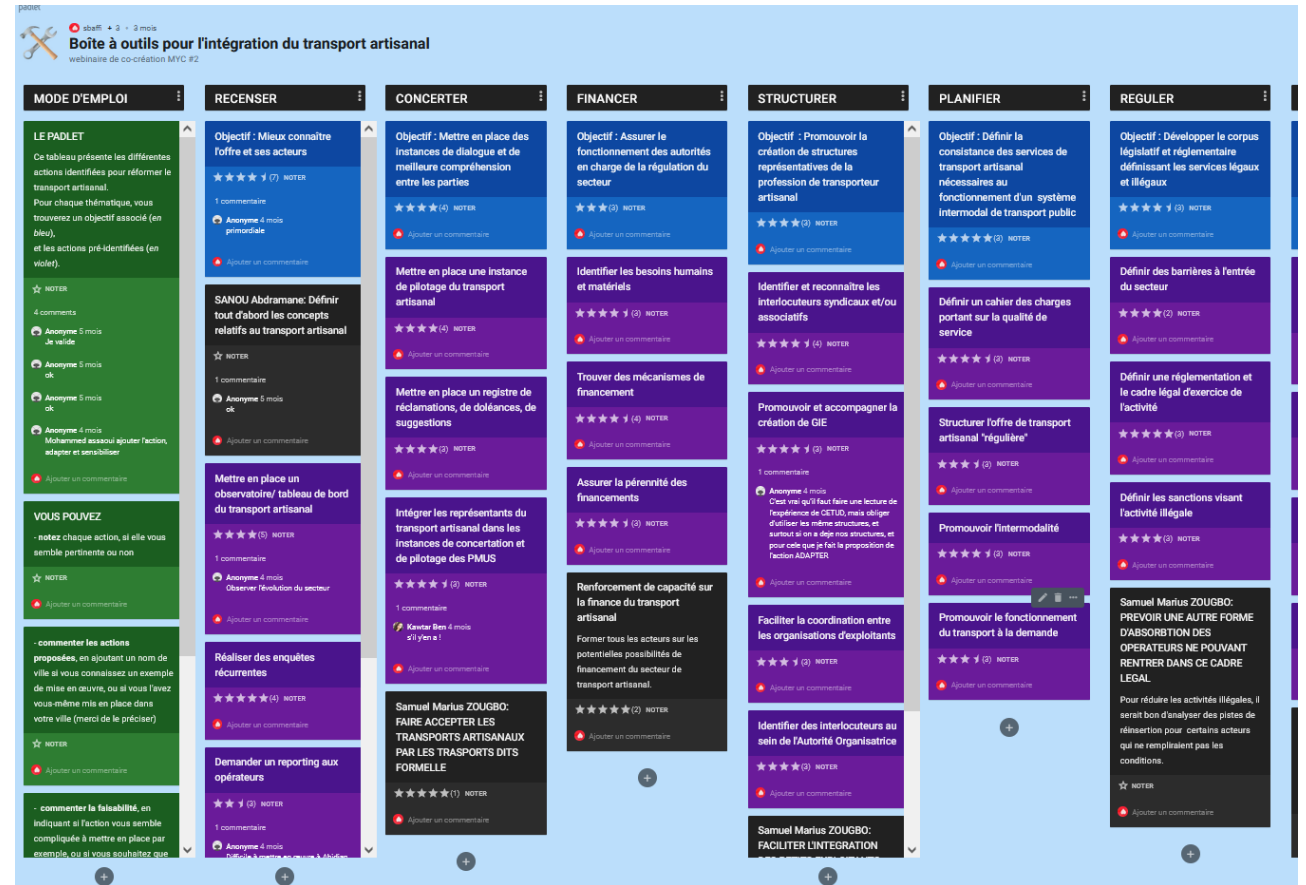 padlet
sbaffi + 3 • 3 mois
Boîte à outils pour l'intégration du transport artisanal
webinaire de co-création MYC #2
MODE D'EMPLOI
LE PADLET
Ce tableau présente les différentes
actions identifiées pour réformer le
transport artisanal.
Pour chaque thématique, vous
trouverez un objectif associé (en
bleu),
et les actions pré-identifiées (en
violet).
NOTER
4 comments
Anonyme 5 mois
Je valide
Anonyme 5 mois
ok
Anonyme 5 mois
ok
Anonyme 4 mois
Mohammed assaoui ajouter l'action,
adapter et sensibiliser
Ajouter un commentaire
VOUS POUVEZ
- notez chaque action, si elle vous
semble pertinente ou non
NOTER
Ajouter un commentaire
- commenter les actions
proposées, en ajoutant un nom de
ville si vous connaissez un exemple
de mise en œuvre, ou si vous l'avez
vous-même mis en place dans
votre ville (merci de le préciser)
NOTER
Ajouter un commentaire
- commenter la faisabilité, en
indiquant si l'action vous semble
compliquée à mettre en place par
exemple, ou si vous souhaitez que
RECENSER
Objectif : Mieux connaître
l'offre et ses acteurs
(7) NOTER
1 commentaire
Anonyme 4 mois
primordiale
Ajouter un commentaire
SANOU Abdramane: Définir
tout d'abord les concepts
relatifs au transport artisanal
NOTER
1 commentaire
Anonyme 5 mois
ok
Ajouter un commentaire
Mettre en place un
observatoire/ tableau de bord
du transport artisanal
(5) NOTER
1 commentaire
Anonyme 4 mois
Observer l'évolution du secteur
Ajouter un commentaire
Réaliser des enquêtes
récurrentes
(4) NOTER
Ajouter un commentaire
Demander un reporting aux
opérateurs
(3) NOTER
1 commentaire
Anonyme 4 mois
Difficile à mettre en œuvre à Abidjan
CONCERTER
Objectif : Mettre en place des
instances de dialogue et de
meilleure compréhension
entre les parties
(4) NOTER
Ajouter un commentaire
Mettre en place une instance
de pilotage du transport
artisanal
(4) NOTER
Ajouter un commentaire
Mettre en place un registre de
réclamations, de doléances, de
suggestions
(3) NOTER
Ajouter un commentaire
Intégrer les représentants du
transport artisanal dans les
instances de concertation et
de pilotage des PMUS
(3) NOTER
1 commentaire
Kawtar Ben 4 mois
s'il y'en a !
Ajouter un commentaire
Samuel Marius ZOUGBO:
FAIRE ACCEPTER LES
TRANSPORTS ARTISANAUX
PAR LES TRASPORTS DITS
FORMELLE
(1) NOTER
Ajouter un commentaire
FINANCER
Objectif : Assurer le
fonctionnement des autorités
en charge de la régulation du
secteur
(3) NOTER
Ajouter un commentaire
Identifier les besoins humains
et matériels
(3) NOTER
Ajouter un commentaire
Trouver des mécanismes de
financement
(4) NOTER
Ajouter un commentaire
Assurer la pérennité des
financements
(3) NOTER
Ajouter un commentaire
Renforcement de capacité sur
la finance du transport
artisanal
Former tous les acteurs sur les
potentielles possibilités de
financement du secteur de
transport artisanal.
(2) NOTER
Ajouter un commentaire
STRUCTURER
Objectif : Promouvoir la
création de structures
représentatives de la
profession de transporteur
artisanal
(3) NOTER
Ajouter un commentaire
Identifier et reconnaître les
interlocuteurs syndicaux et/ou
associatifs
(4) NOTER
Ajouter un commentaire
Promouvoir et accompagner la
création de GIE
(3) NOTER
1 commentaire
Anonyme 4 mois
C'est vrai qu'il faut faire une lecture de
l'expérience de CETUD, mais obliger
d'utiliser les même structures, et
surtout si on a deje nos structures, et
pour cele que je fait la proposition de
l'action ADAPTER
Ajouter un commentaire
Faciliter la coordination entre
les organisations d'exploitants
(3) NOTER
Ajouter un commentaire
Identifier des interlocuteurs au
sein de l'Autorité Organisatrice
(3) NOTER
Ajouter un commentaire
Samuel Marius ZOUGBO:
FACILITER L'INTEGRATION
PLANIFIER
Objectif : Définir la
consistance des services de
transport artisanal
nécessaires au
fonctionnement d'un système
intermodal de transport public
(3) NOTER
Ajouter un commentaire
Définir un cahier des charges
portant sur la qualité de
service
(3) NOTER
Ajouter un commentaire
Structurer l'offre de transport
artisanal "régulière"
(2) NOTER
Ajouter un commentaire
Promouvoir l'intermodalité
(3) NOTER
Ajouter un commentaire
Promouvoir le fonctionnement
du transport à la demande
(3) NOTER
Ajouter un commentaire
REGULER
Objectif : Développer le corpus
législatif et réglementaire
définissant les services légaux
et illégaux
(3) NOTER
Ajouter un commentaire
Définir des barrières à l'entrée
du secteur
(2) NOTER
Ajouter un commentaire
Définir une réglementation et
le cadre légal d'exercice de
l'activité
(3) NOTER
Ajouter un commentaire
Définir les sanctions visant
l'activité illégale
(3) NOTER
Ajouter un commentaire
Samuel Marius ZOUGBO:
PREVOIR UNE AUTRE FORME
D'ABSORBTION DES
OPERATEURS NE POUVANT
RENTRER DANS CE CADRE
LEGAL
Pour réduire les activités illégales, il
serait bon d'analyser des pistes de
réinsertion pour certains acteurs
qui ne rempliraient pas les
conditions.
NOTER
Ajouter un commentaire